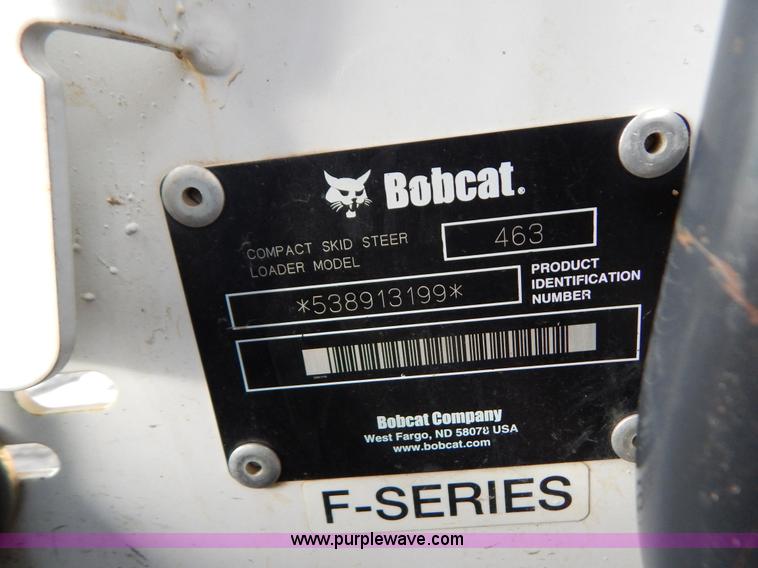 Bobcat.
COMPACT SKID STEER
LOADER MODEL
463
*538913199*
PRODUCT
IDENTIFICATION
NUMBER
Bobcat Company
West Fargo, ND 58078 USA
www.bobcat.com
F-SERIES
www.purplewave.com